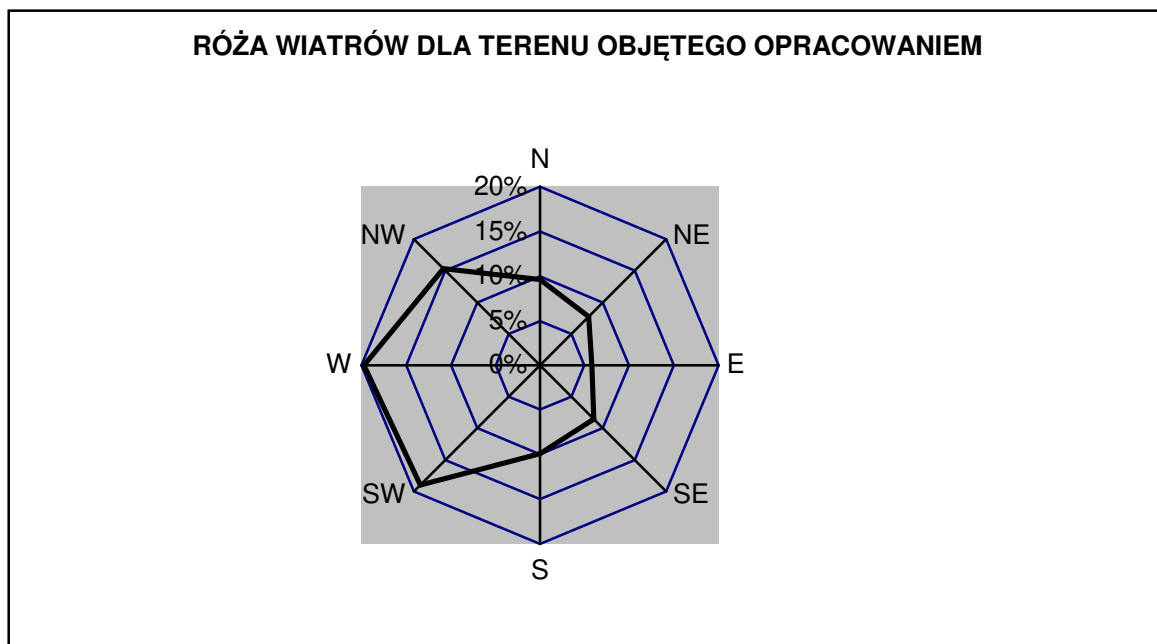 RÓŻA WIATRÓW DLA TERENU OBJĘTEGO OPRACOWANIEM
N
20%
NW
15%
NE
10%
5%
W
0%
E
SW
SE
S